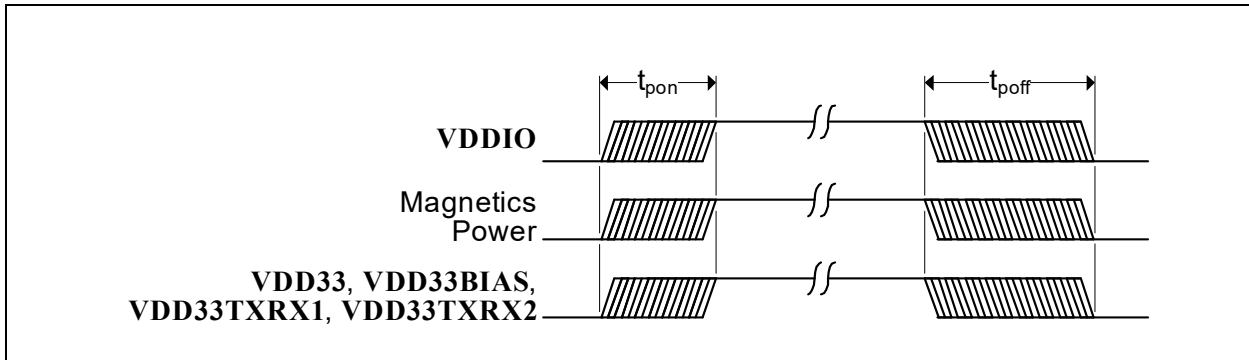 tpon
tpoff
VDDIO
Magnetics
Power
VDD33, VDD33BIAS,
VDD33TXRX1, VDD33TXRX2